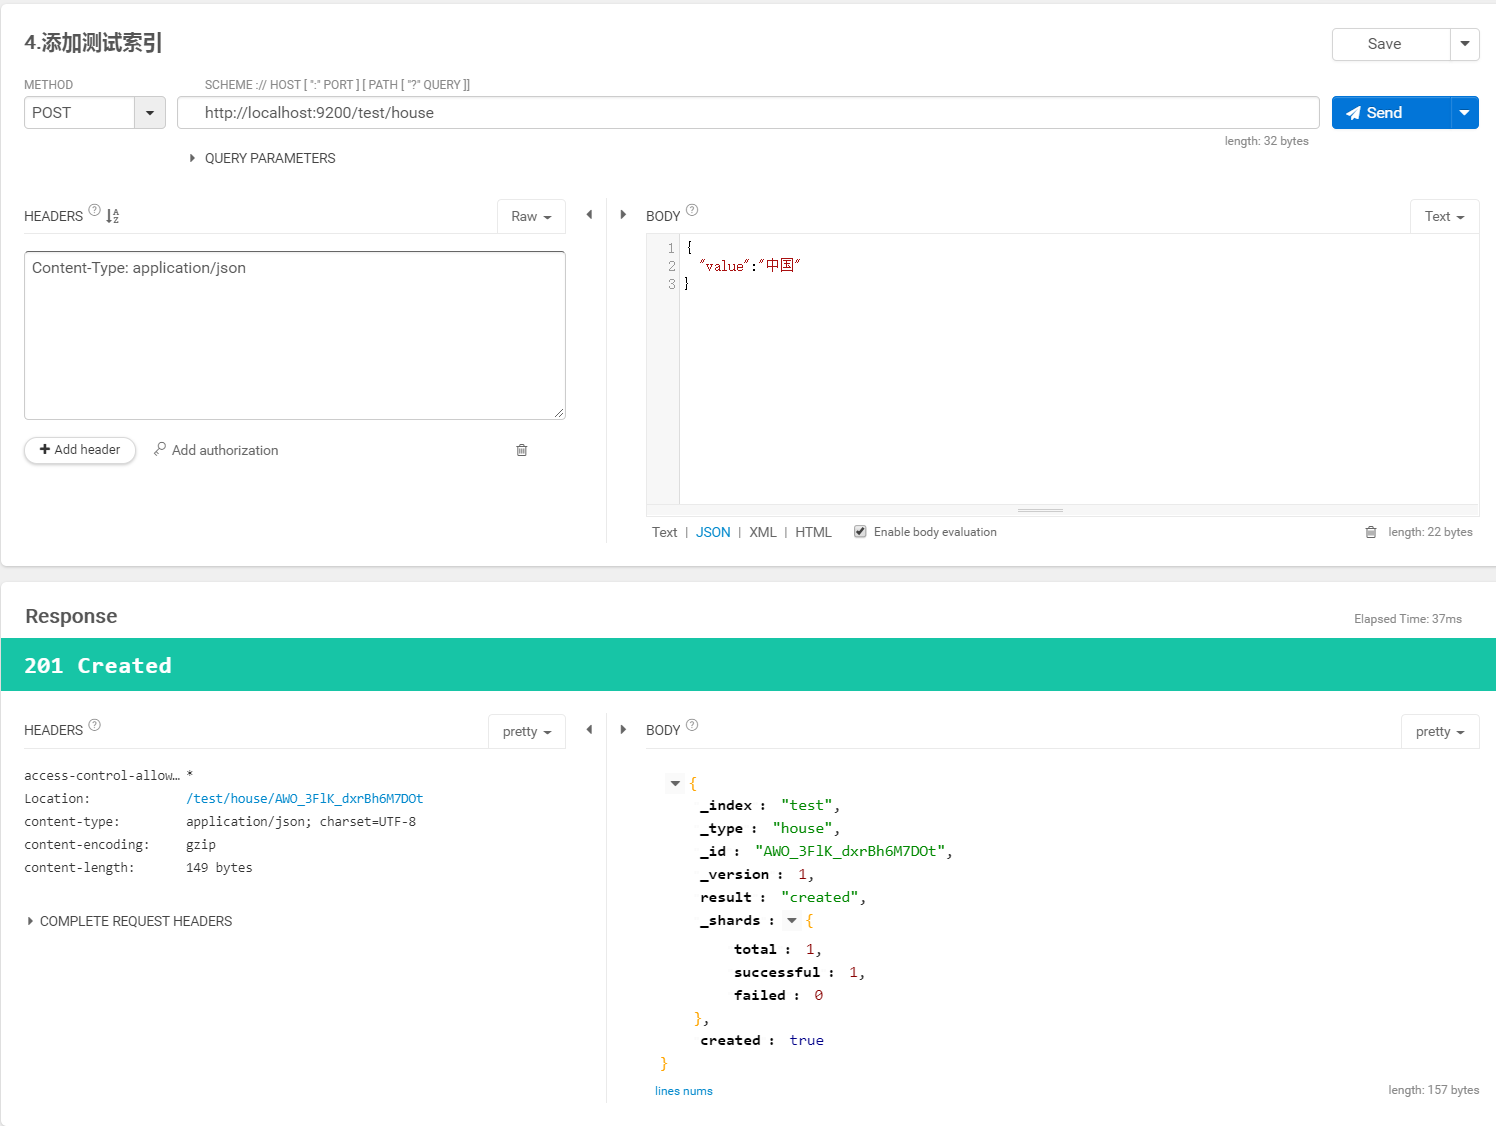 4.添加测试索引
Save
METHOD
SCHEME :// HOST [ ":" PORT ] [ PATH [ "?" QUERY ]]
POST
http://localhost:9200/test/house
Send
length: 32 bytes
QUERY PARAMETERS
HEADERS
Raw
BODY
Text
Content-Type: application/json
1 {
2 "value":"中国"
3 }
Add header
Add authorization
Text | JSON | XML | HTML
Enable body evaluation
length: 22 bytes
Response
Elapsed Time: 37ms
201 Created
HEADERS
pretty
BODY
pretty
access-control-allow… *
Location: /test/house/AWO_3FlK_dxrBh6M7DOt
content-type: application/json; charset=UTF-8
content-encoding: gzip
content-length: 149 bytes
COMPLETE REQUEST HEADERS
{
_index : "test",
_type : "house",
_id : "AWO_3FlK_dxrBh6M7DOt",
_version : 1,
result : "created",
_shards : {
total : 1,
successful : 1,
failed : 0
},
created : true
}
lines nums
length: 157 bytes